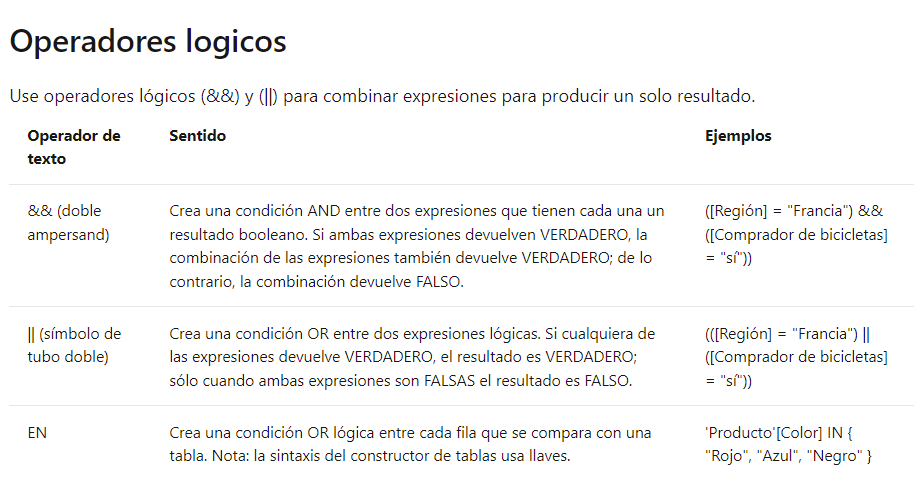 Operadores logicos
Use operadores lógicos (&&) y (||) para combinar expresiones para producir un solo resultado.
Operador de texto
Sentido
Ejemplos
&& (doble
ampersand)
Crea una condición AND entre dos expresiones que tienen cada una un
resultado booleano. Si ambas expresiones devuelven VERDADERO, la
combinación de las expresiones también devuelve VERDADERO; de lo
contrario, la combinación devuelve FALSO.
([Región] = "Francia") &&
([Comprador de bicicletas]
= "sí"))
|| (símbolo de
tubo doble)
Crea una condición OR entre dos expresiones lógicas. Si cualquiera de
las expresiones devuelve VERDADERO, el resultado es VERDADERO;
sólo cuando ambas expresiones son FALSAS el resultado es FALSO.
(([Región] = "Francia") ||
([Comprador de bicicletas]
= "sí"))
EN
Crea una condición OR lógica entre cada fila que se compara con una
tabla. Nota: la sintaxis del constructor de tablas usa llaves.
'Producto'[Color] IN {
"Rojo", "Azul", "Negro" }